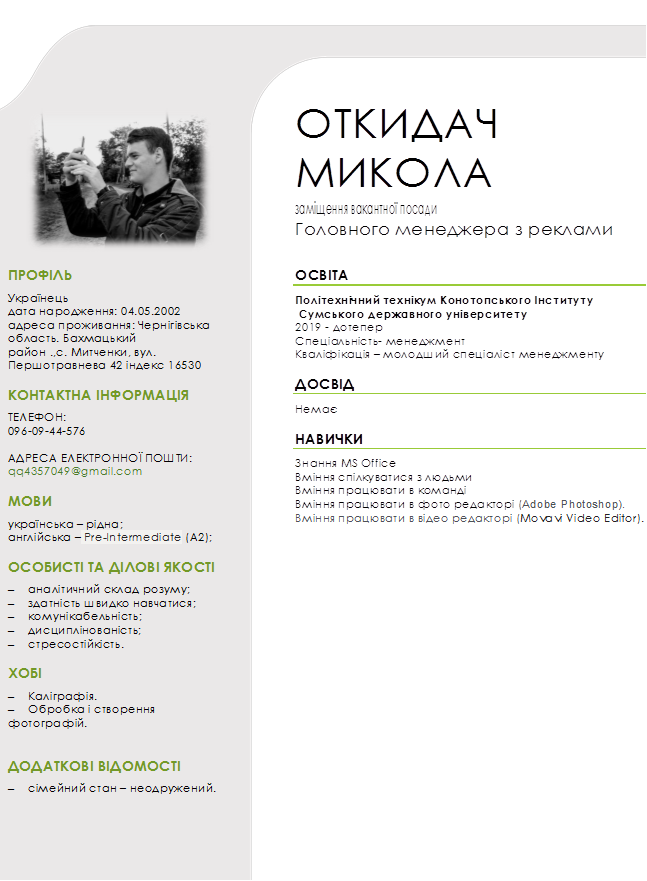 ОТКИДАЧ
МИКОЛА
заміщення вакантної посади
Головного менеджера з реклами
ПРОФІЛЬ
Українець
дата народження: 04.05.2002
адреса проживання: Чернігівська
область. Бахмацький
район .,с. Митченки, вул.
Першотравнева 42 індекс 16530
КОНТАКТНА ІНФОРМАЦІЯ
ТЕЛЕФОН:
096-09-44-576
АДРЕСА ЕЛЕКТРОННОЇ ПОШТИ:
qq4357049@gmail.com
МОВИ
українська – рідна;
англійська – Pre-Intermediate (A2);
ОСОБИСТІ ТА ДІЛОВІ ЯКОСТІ
– аналітичний склад розуму;
– здатність швидко навчатися;
– комунікабельність;
– дисциплінованість;
– стресостійкість.
ХОБІ
– Каліграфія.
– Обробка і створення
фотографій.
ДОДАТКОВІ ВІДОМОСТІ
– сімейний стан – неодружений.
ОСВІТА
Політехнічний технікум Конотопського Інституту
Сумського державного університету
2019 - дотепер
Спеціальність- менеджмент
Кваліфікація – молодший спеціаліст менеджменту
ДОСВІД
Немає
НАВИЧКИ
Знання MS Office
Вміння спілкуватися з людьми
Вміння працювати в команді
Вміння працювати в фото редакторі (Adobe Photoshop).
Вміння працювати в відео редакторі (Movavi Video Editor).